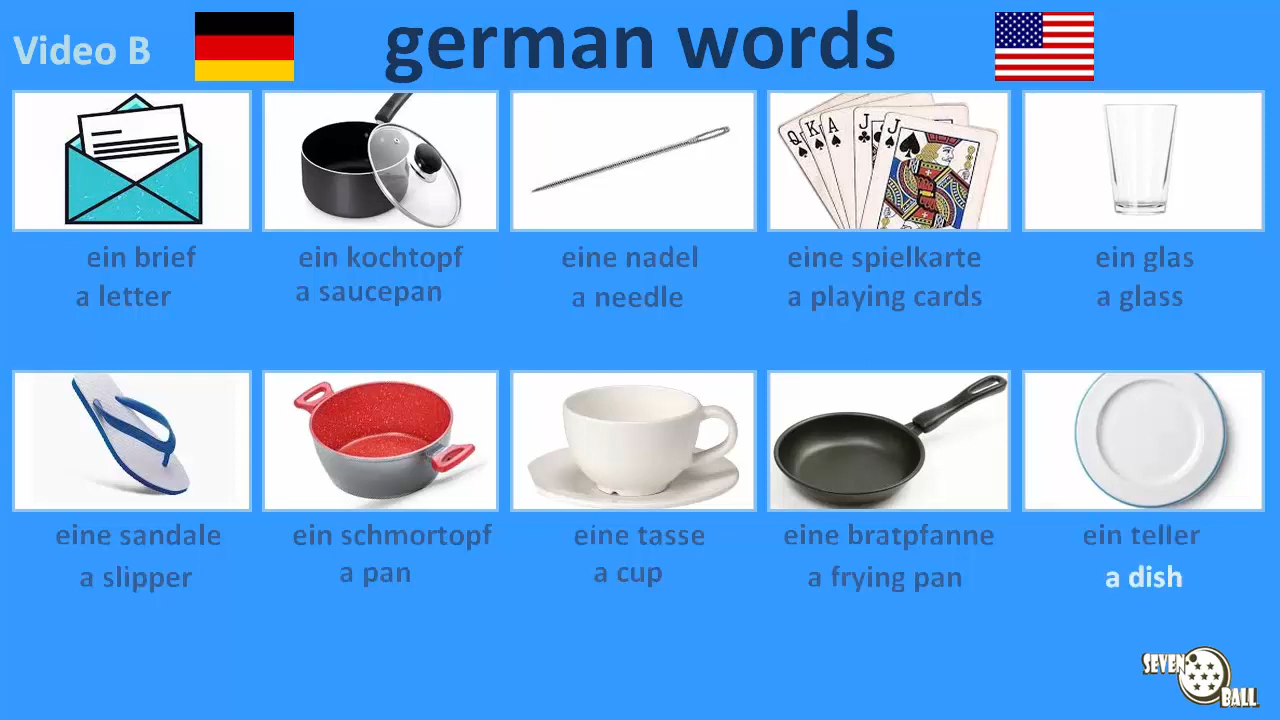 Video B
german words
ein brief
a letter
ein kochtopf
a saucepan
eine nadel
a needle
Q K A J J
eine spielkarte
a playing cards
ein glas
a glass
eine sandale
a slipper
ein schmortopf
a pan
eine tasse
a cup
eine bratpfanne
a frying pan
ein teller
a dish
SEVEN
BALL